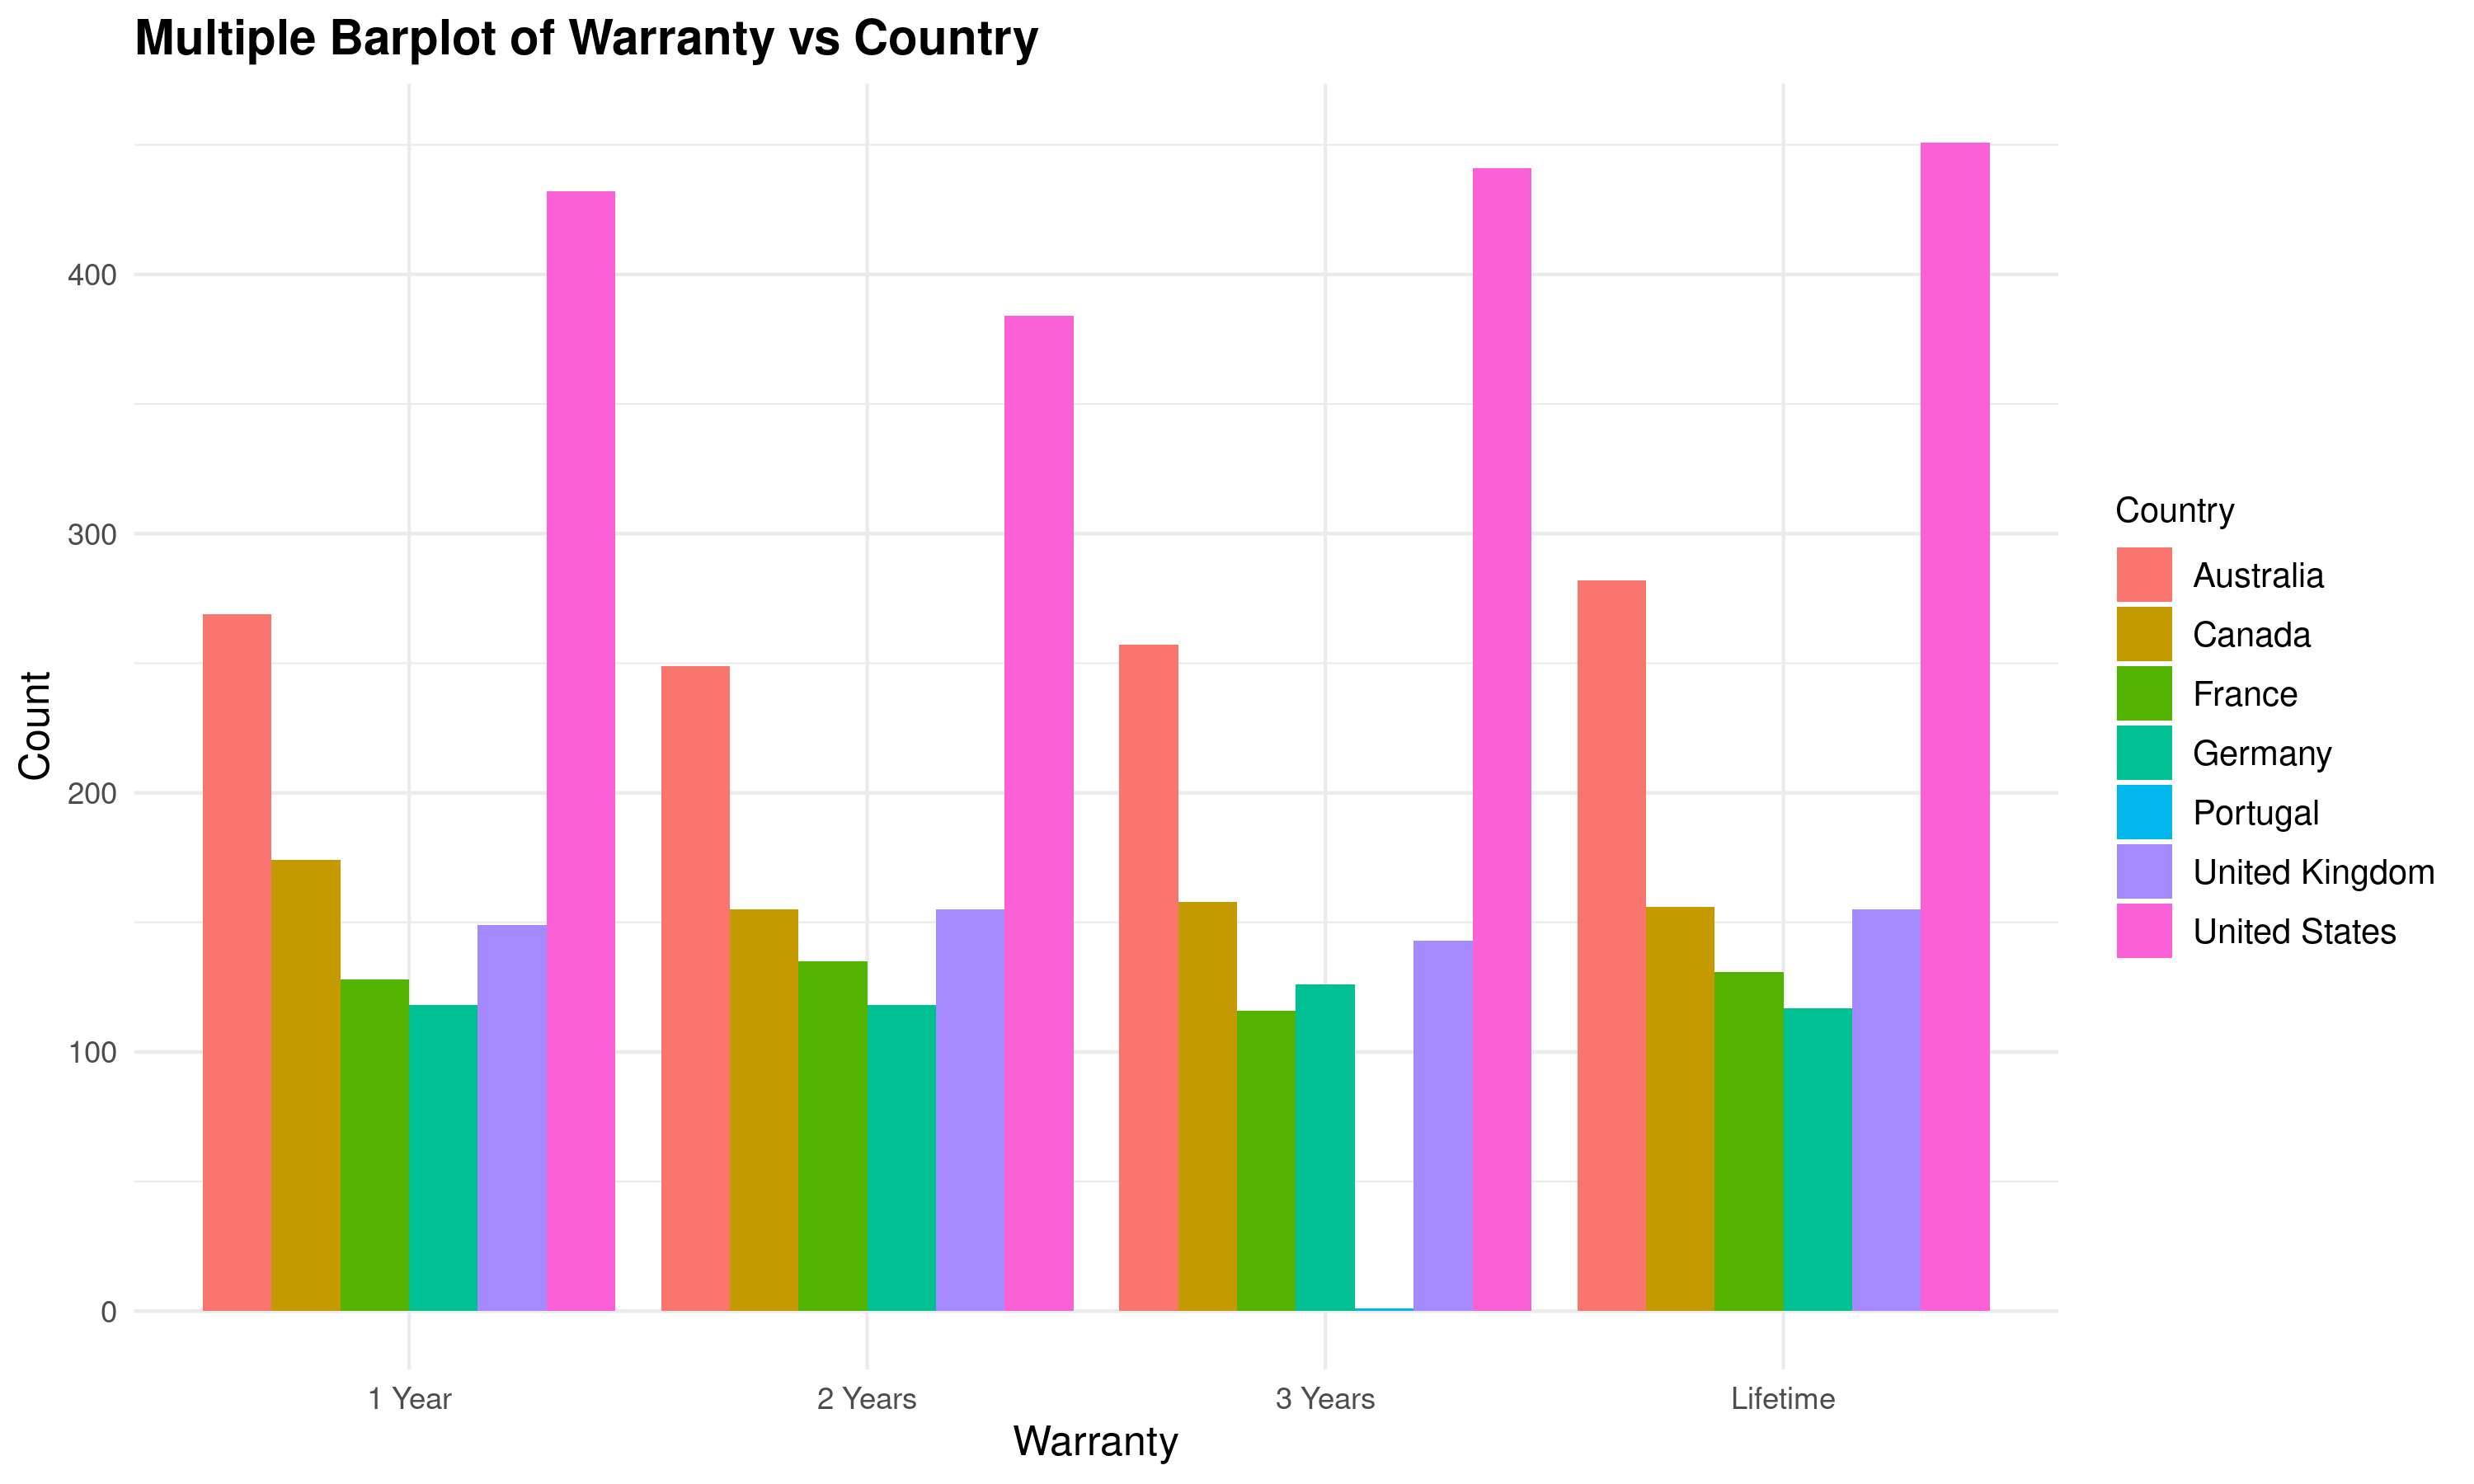 Multiple Barplot of Warranty vs Country
Count
400
300
200
100
0
1 Year
2 Years
3 Years
Lifetime
Warranty
Country
Australia
Canada
France
Germany
Portugal
United Kingdom
United States